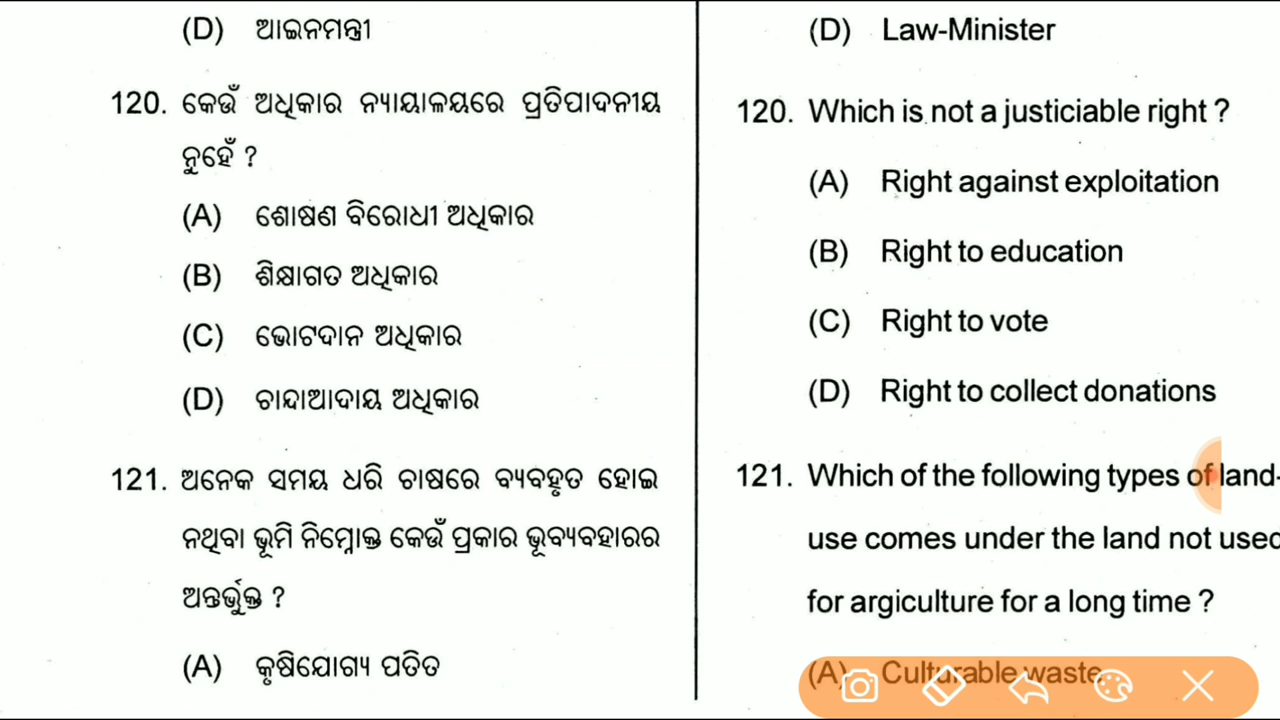 (D) ଆଇନମନ୍ତ୍ରୀ
120. କେଉଁ ଅଧିକାର ନ୍ୟାୟାଳୟରେ ପ୍ରତିପାଦନୀୟ
ନୁହେଁ ?
(A) ଶୋଷଣ ବିରୋଧୀ ଅଧିକାର
(B) ଶିକ୍ଷାଗତ ଅଧିକାର
(C) ଭୋଟଦାନ ଅଧିକାର
(D) ଚାନ୍ଦାଆଦାୟ ଅଧିକାର
121. ଅନେକ ସମୟ ଧରି ଚାଷରେ ବ୍ୟବହୃତ ହୋଇ
ନଥିବା ଭୂମି ନିମ୍ନୋକ୍ତ କେଉଁ ପ୍ରକାର ଭୂବ୍ୟବହାରର
ଅନ୍ତର୍ଭୁକ୍ତ ?
(A) କୃଷିଯୋଗ୍ୟ ପତିତ
(D) Law-Minister
120. Which is not a justiciable right ?
(A) Right against exploitation
(B) Right to education
(C) Right to vote
(D) Right to collect donations
121. Which of the following types of land-
use comes under the land not used
for argiculture for a long time ?
(A) Culturable waste